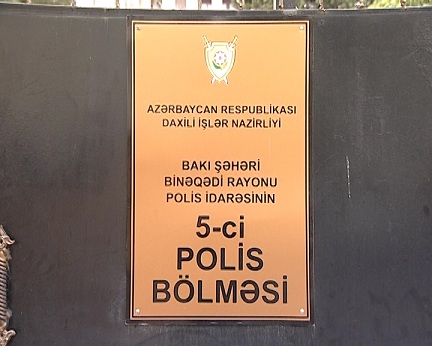 AZƏRBAYCAN RESPUBLİKASI
DAXİLİ İŞLƏR NAZİRLİYİ
BAKI ŞƏHƏRİ
BİNƏQƏDİ RAYONU
POLİS İDARƏSİNİN
5-ci
POLİS
BÖLMƏSİ